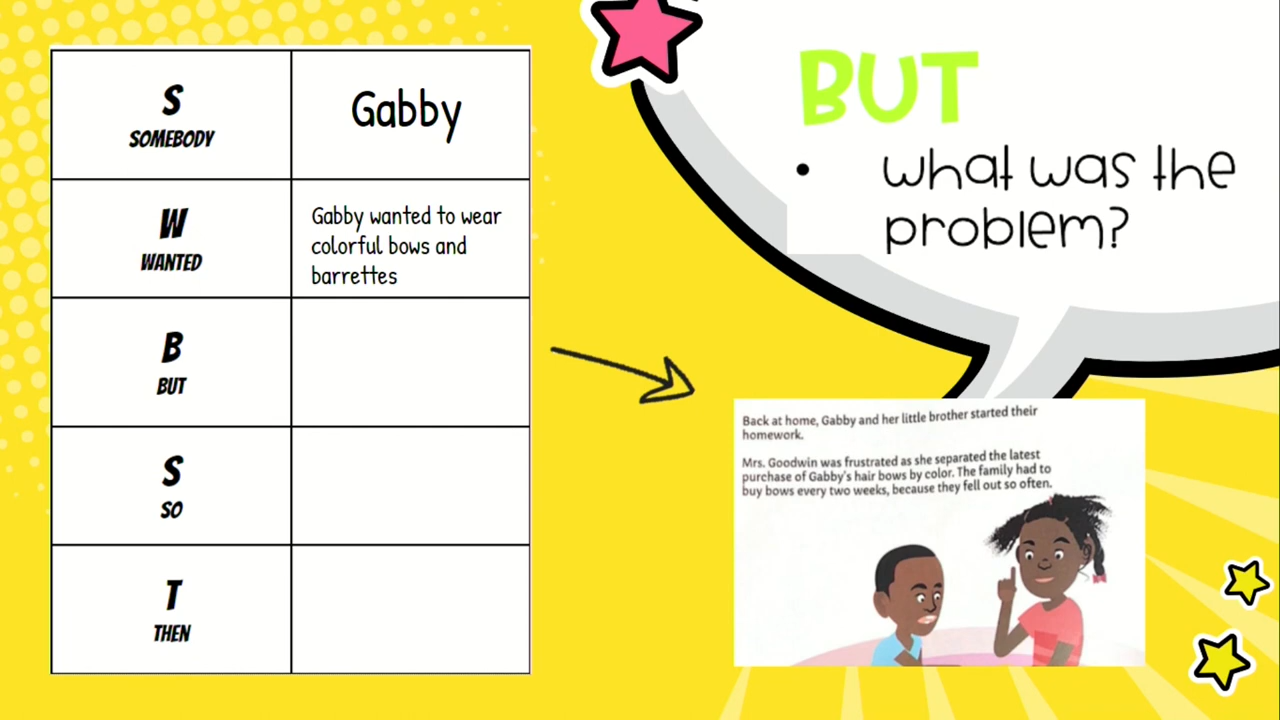 S
SOMEBODY
Gabby
W
WANTED
Gabby wanted to wear
colorful bows and
barrettes
B
BUT
S
SO
T
THEN
BUT
• what was the
problem?
Back at home, Gabby and her little brother started their
homework.
Mrs. Goodwin was frustrated as she separated the latest
purchase of Gabby's hair bows by color. The family had to
buy bows every two weeks, because they fell out so often.